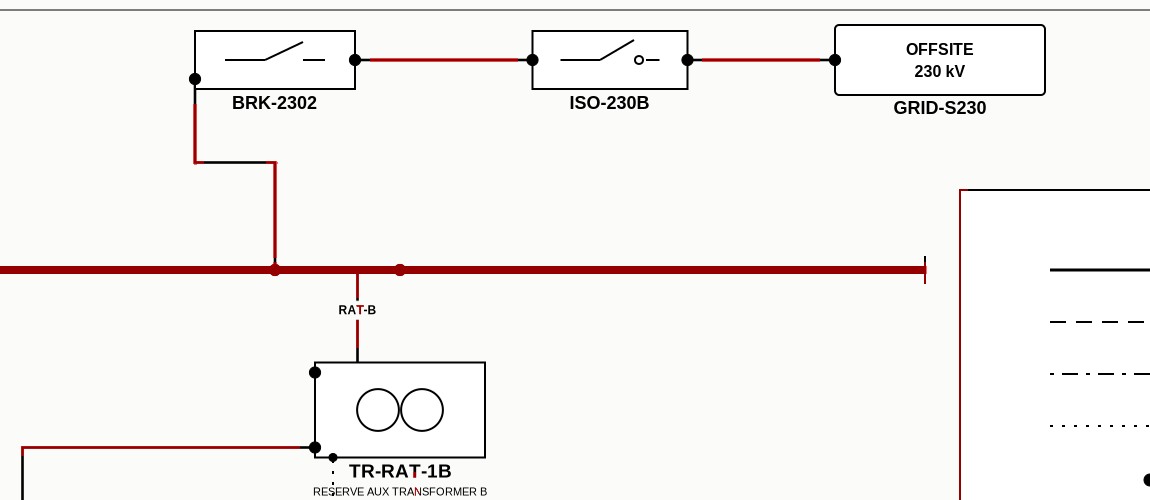 OFFSITE
230 kV
BRK-2302
ISO-230B
GRID-S230
RAT-B
TR-RAT-1B
RESERVE AUX TRANSFORMER B